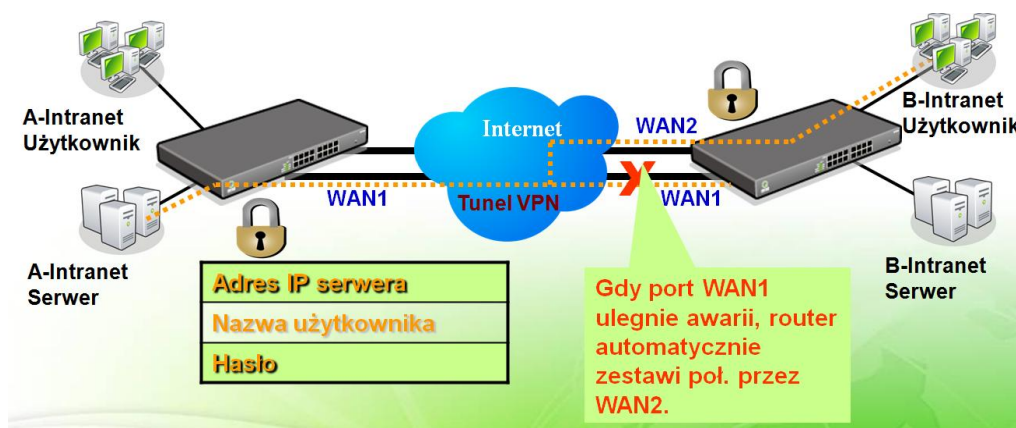 A-Intranet
Użytkownik
A-Intranet
Serwer
WAN1
Internet
Tunel VPN
WAN2
WAN1
B-Intranet
Użytkownik
B-Intranet
Serwer
Adres IP serwera
Nazwa użytkownika
Hasło
Gdy port WAN1
ulegnie awarii, router
automatycznie
zestawi poł. przez
WAN2.